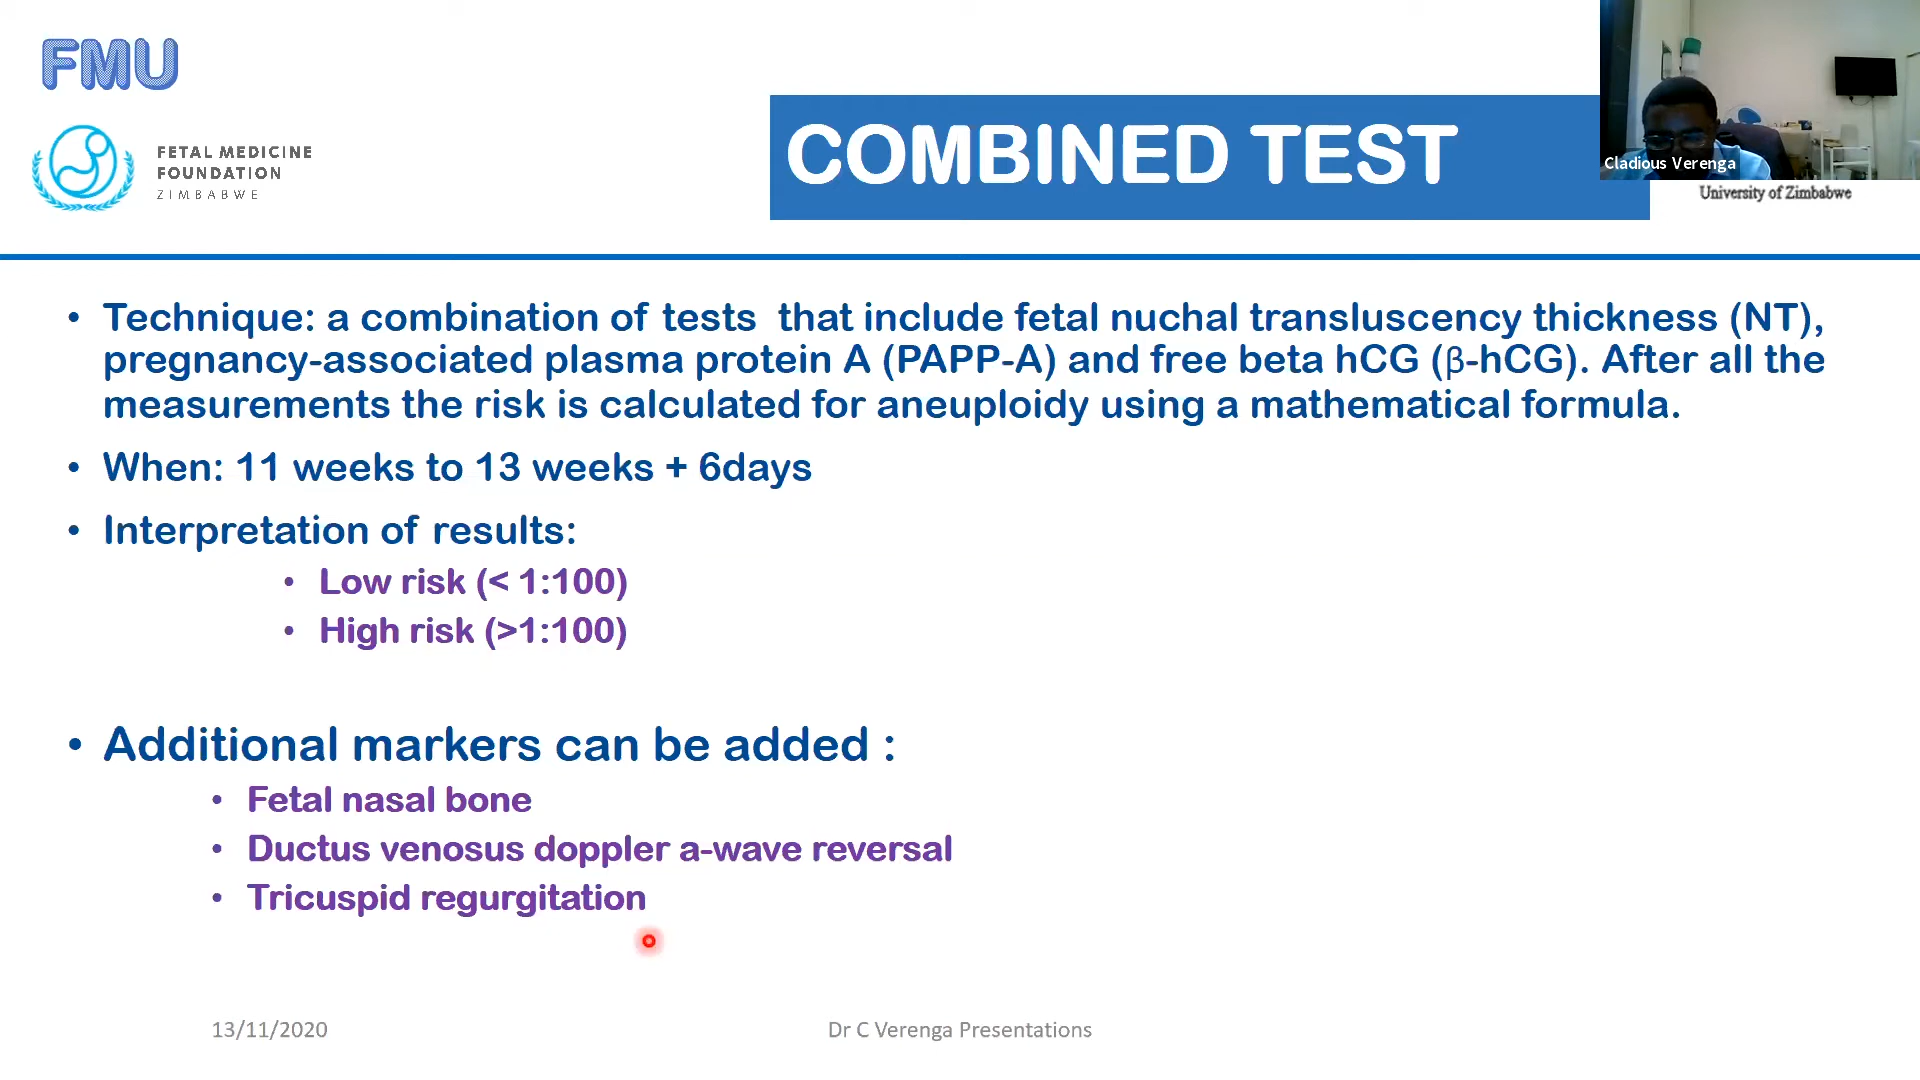 FMU
FETAL MEDICINE
FOUNDATION
ZIMBABWE
COMBINED TEST
Cladious Verenga
University of Zimbabwe
• Technique: a combination of tests that include fetal nuchal transluscency thickness (NT),
pregnancy-associated plasma protein A (PAPP-A) and free beta hCG (β-hCG). After all the
measurements the risk is calculated for aneuploidy using a mathematical formula.
• When: 11 weeks to 13 weeks + 6days
• Interpretation of results:
• Low risk (< 1:100)
• High risk (>1:100)
• Additional markers can be added :
• Fetal nasal bone
• Ductus venosus doppler a-wave reversal
• Tricuspid regurgitation
13/11/2020
Dr C Verenga Presentations